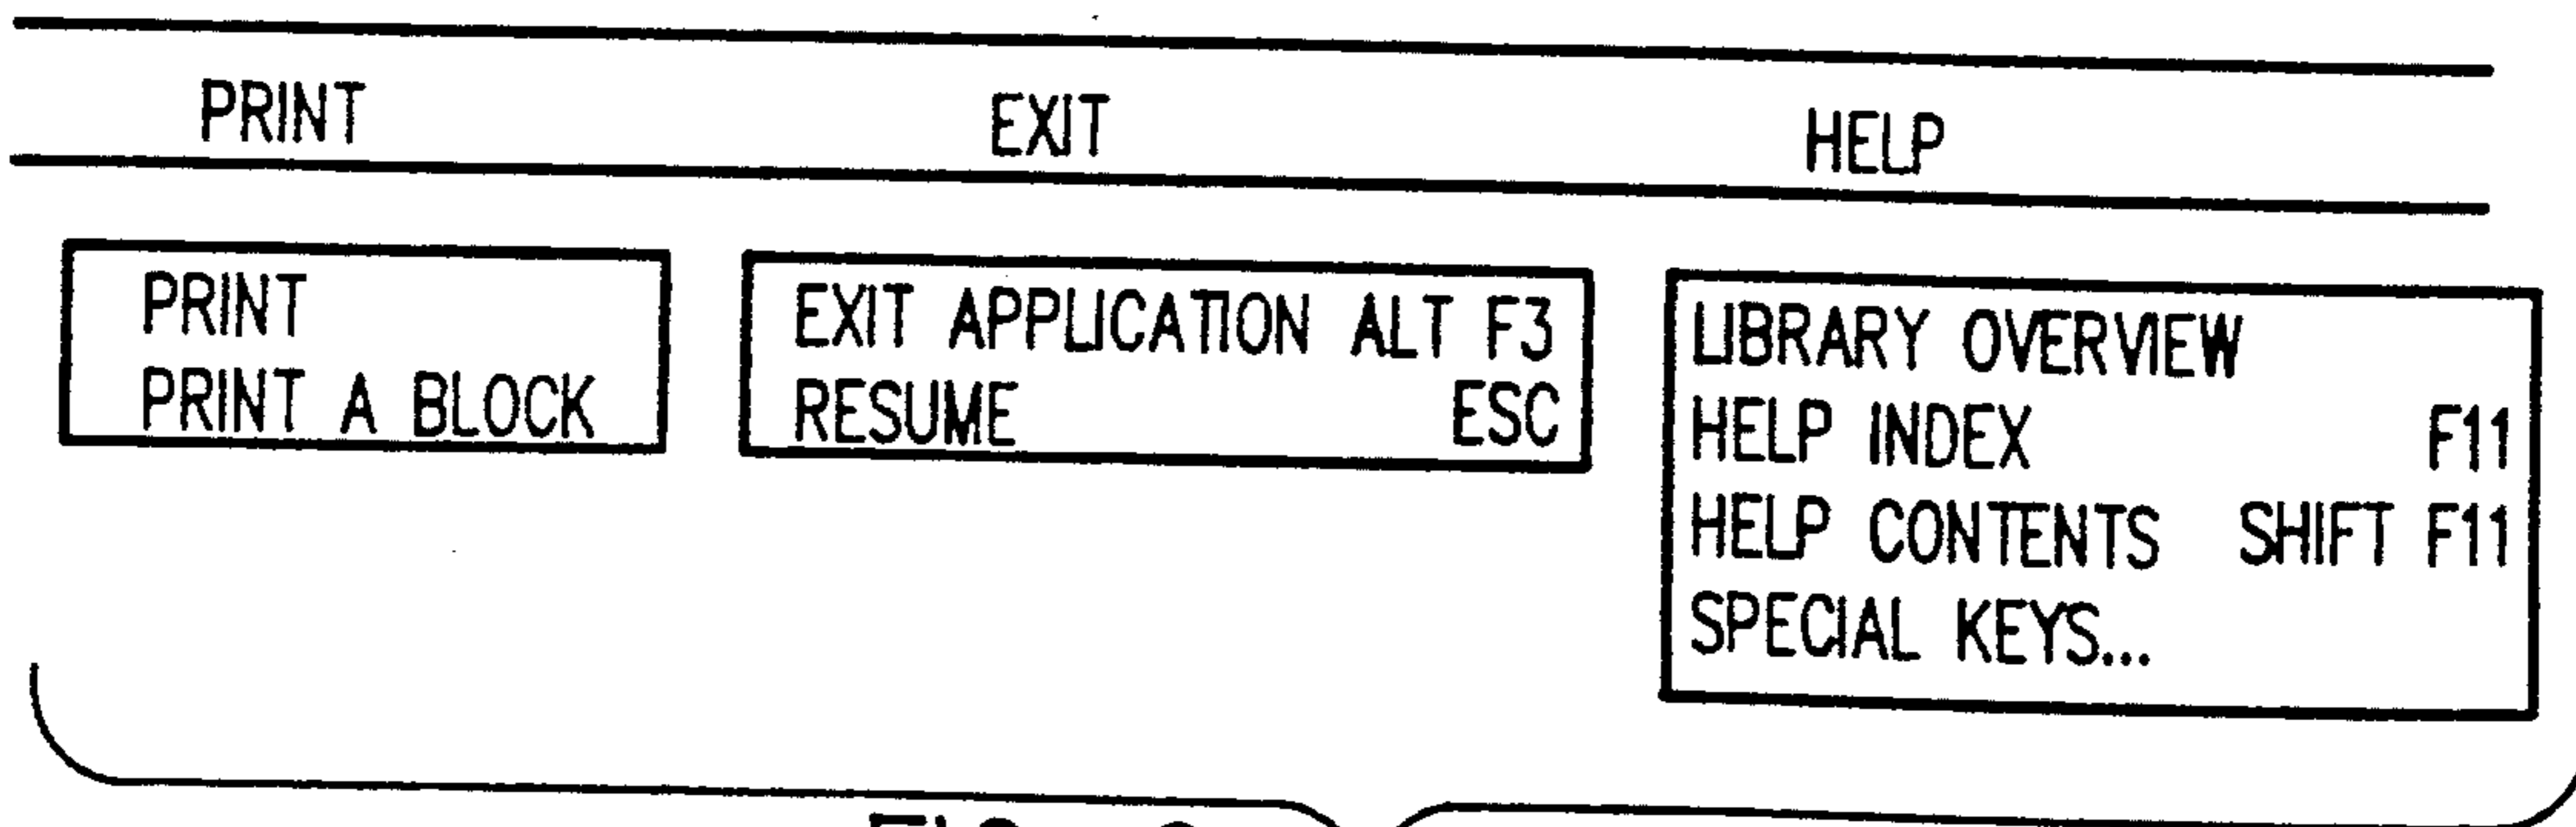 PRINT EXIT HELP
PRINT
PRINT A BLOCK
EXIT APPLICATION ALT F3
RESUME ESC
LIBRARY OVERVIEW
HELP INDEX F11
HELP CONTENTS SHIFT F11
SPECIAL KEYS...